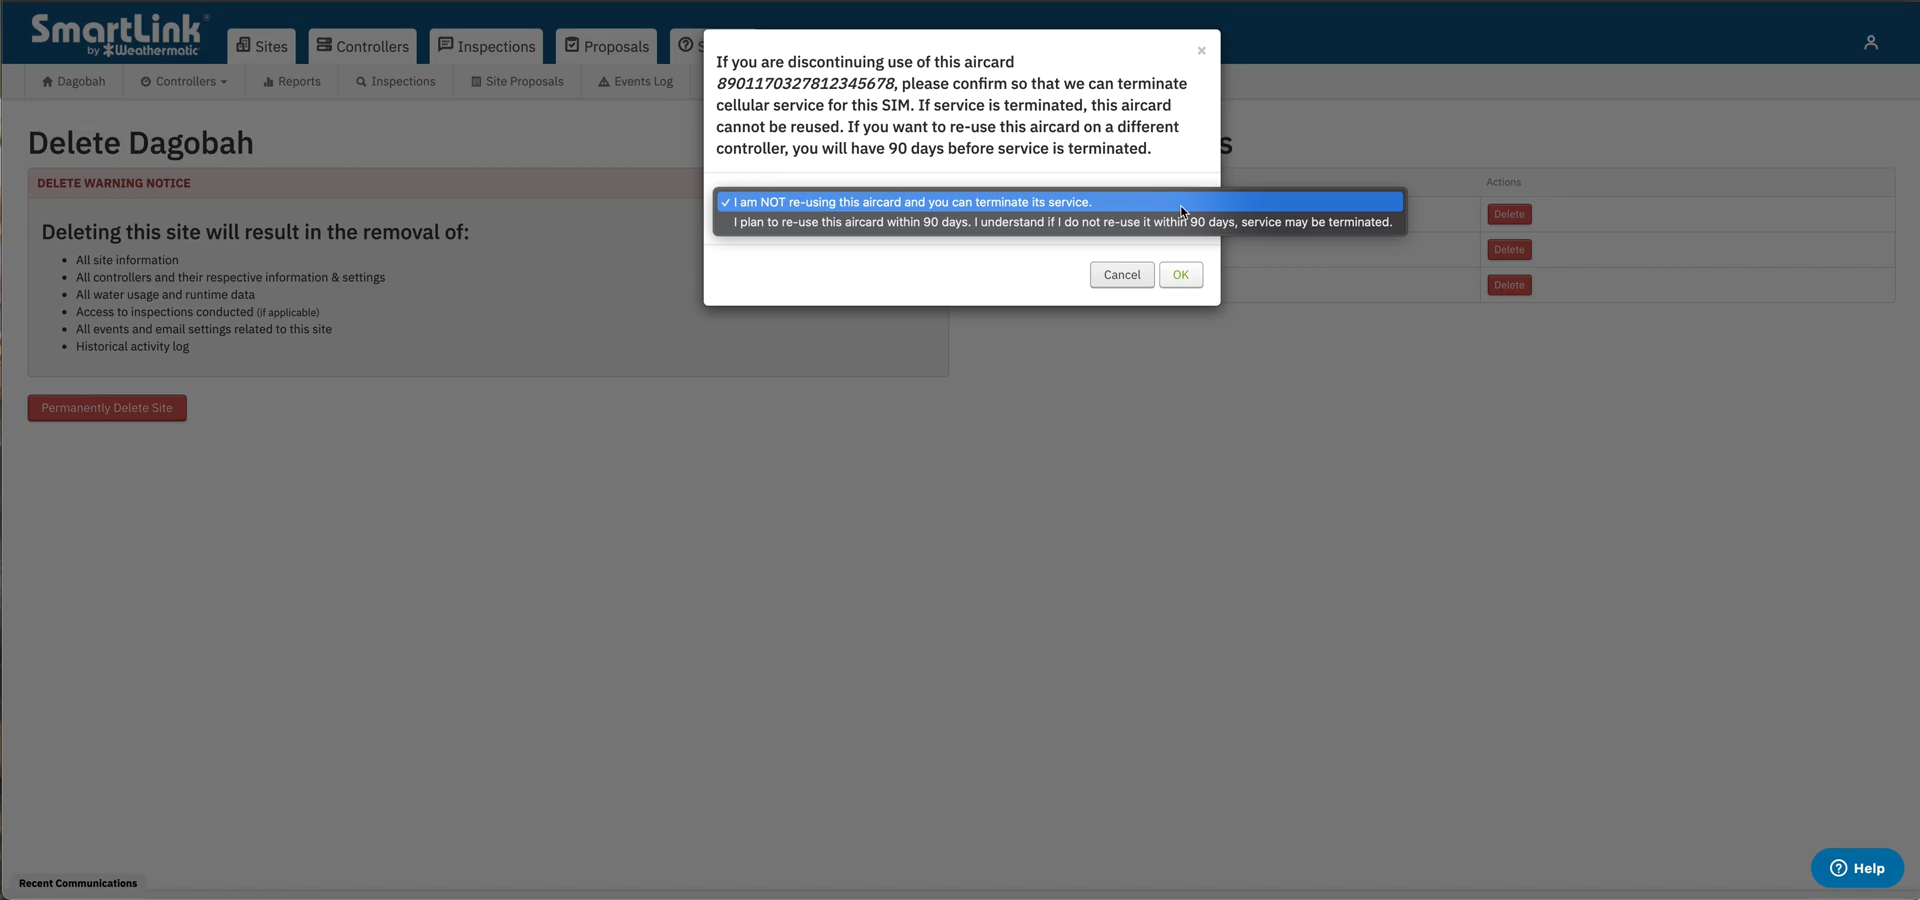 SmartLink®
by Weathermatic
Sites
Controllers
Inspections
Proposals
S
Dagobah
Controllers
Reports
Inspections
Site Proposals
Events Log
×
If you are discontinuing use of this aircard
8901170327812345678, please confirm so that we can terminate
cellular service for this SIM. If service is terminated, this aircard
cannot be reused. If you want to re-use this aircard on a different
controller, you will have 90 days before service is terminated.
✓ I am NOT re-using this aircard and you can terminate its service.
I plan to re-use this aircard within 90 days. I understand if I do not re-use it within 90 days, service may be terminated.
Cancel
OK
Delete Dagobah
DELETE WARNING NOTICE
Deleting this site will result in the removal of:
• All site information
• All controllers and their respective information & settings
• All water usage and runtime data
• Access to inspections conducted (if applicable)
• All events and email settings related to this site
• Historical activity log
Permanently Delete Site
s
Actions
Delete
Delete
Delete
Recent Communications
Help